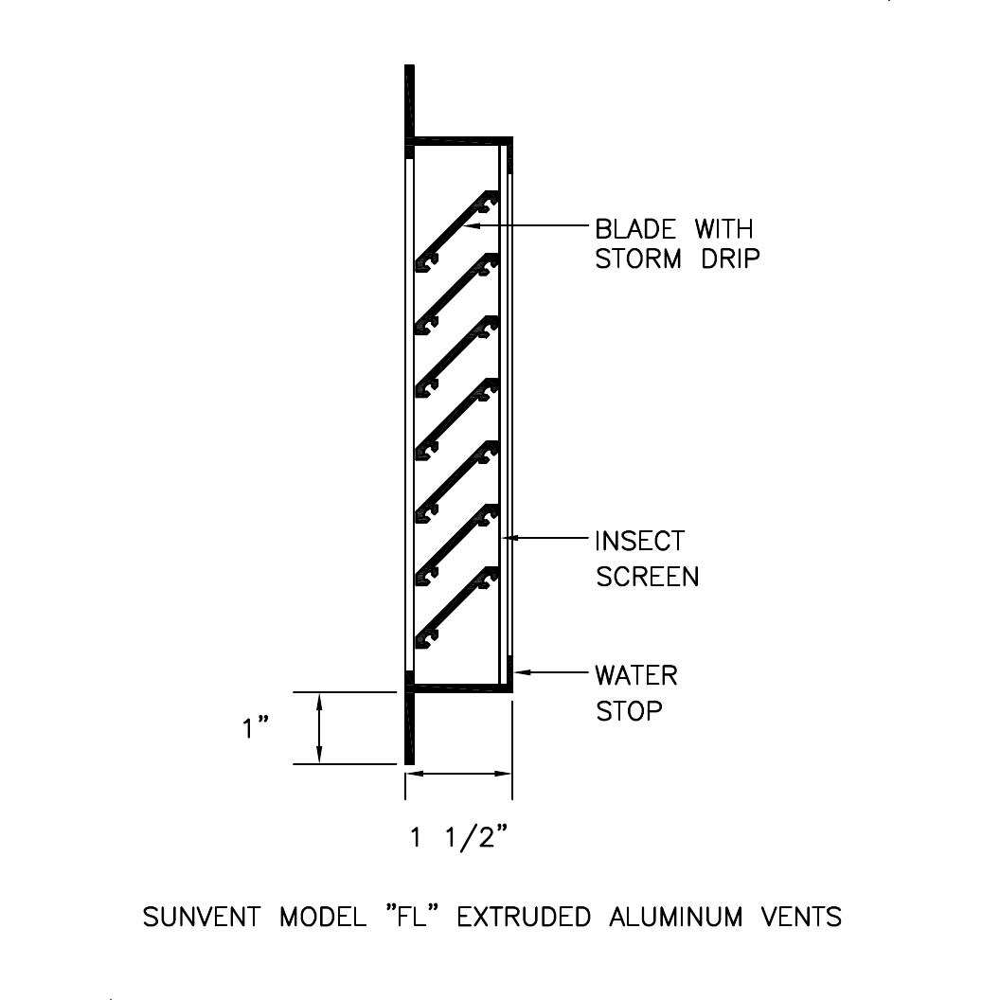 BLADE WITH
STORM DRIP
INSECT
SCREEN
WATER
STOP
1”
1 1/2”
SUNVENT MODEL ”FL” EXTRUDED ALUMINUM VENTS